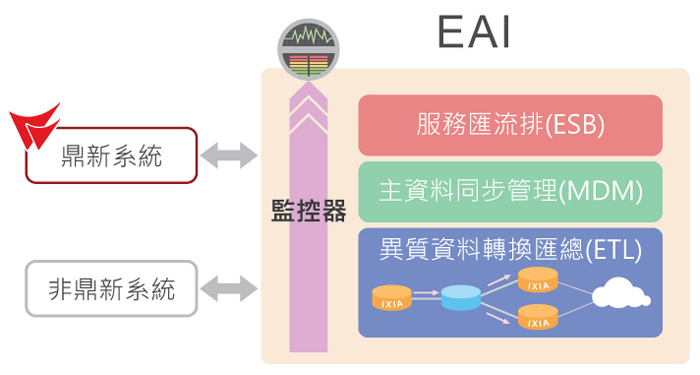 EAI
服務匯流排(ESB)
鼎新系統
主資料同步管理(MDM)
監控器
異質資料轉換匯總(ETL)
非鼎新系統
IXIA
IXIA
IXIA